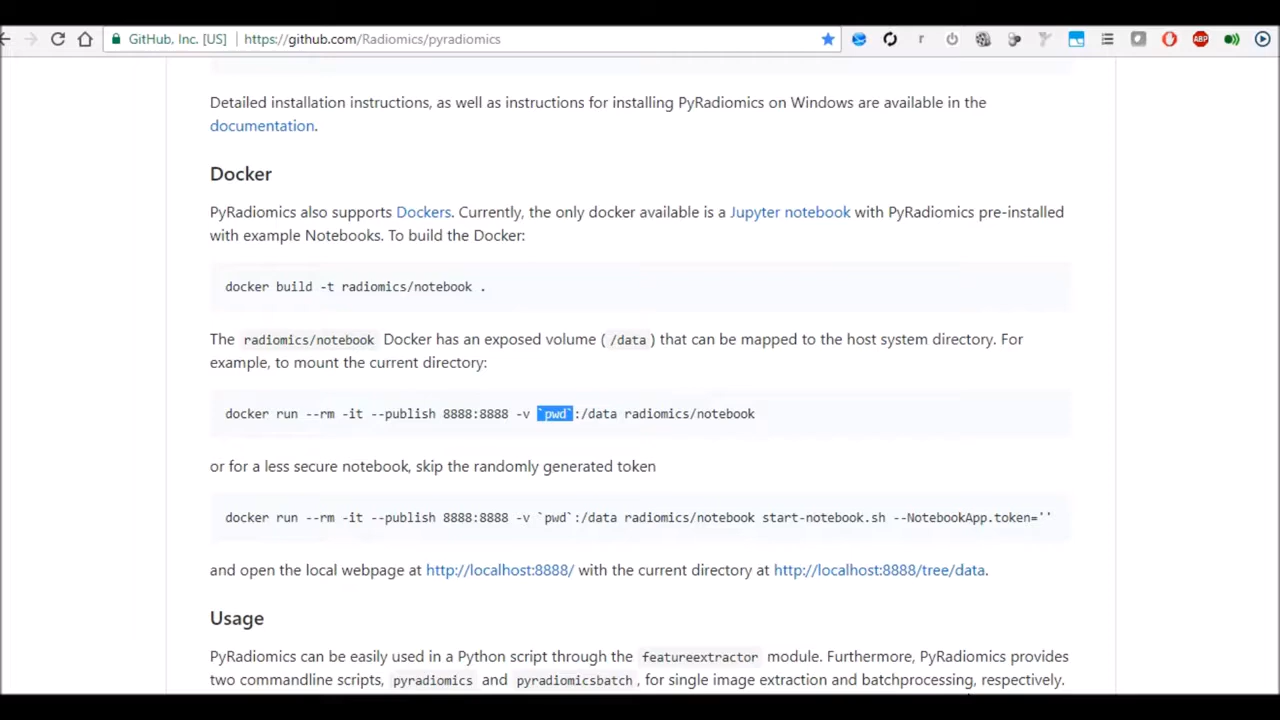 GitHub, Inc. [US] https://github.com/Radiomics/pyradiomics
r
ABP
Detailed installation instructions, as well as instructions for installing PyRadiomics on Windows are available in the
documentation.
Docker
PyRadiomics also supports Dockers. Currently, the only docker available is a Jupyter notebook with PyRadiomics pre-installed
with example Notebooks. To build the Docker:
docker build -t radiomics/notebook .
The radiomics/notebook Docker has an exposed volume ( /data ) that can be mapped to the host system directory. For
example, to mount the current directory:
docker run --rm -it --publish 8888:8888 -v `pwd`:/data radiomics/notebook
or for a less secure notebook, skip the randomly generated token
docker run --rm -it --publish 8888:8888 -v `pwd`:/data radiomics/notebook start-notebook.sh --NotebookApp.token=''
and open the local webpage at http://localhost:8888/ with the current directory at http://localhost:8888/tree/data.
Usage
PyRadiomics can be easily used in a Python script through the featureextractor module. Furthermore, PyRadiomics provides
two commandline scripts, pyradiomics and pyradiomicsbatch, for single image extraction and batchprocessing, respectively.